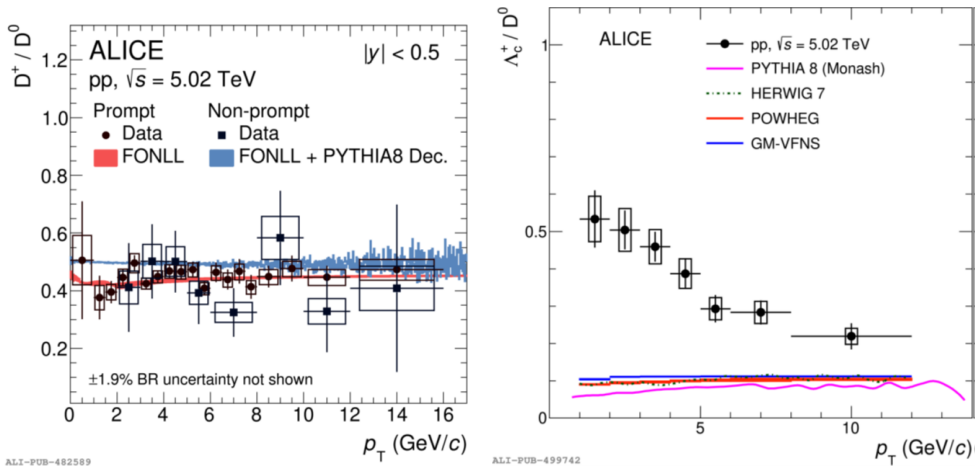 D⁺ / D⁰
ALICE
|y| < 0.5
pp, √s = 5.02 TeV
Prompt Non-prompt
Data Data
FONLL FONLL + PYTHIA8 Dec.
1.2
1.0
0.8
0.6
0.4
0.2
±1.9% BR uncertainty not shown
0 2 4 6 8 10 12 14 16
p_T (GeV/c)
ALI-PUB-482589
Λ_c⁺ / D⁰
ALICE
pp, √s = 5.02 TeV
PYTHIA 8 (Monash)
HERWIG 7
POWHEG
GM-VFNS
1
0.5
0
5 10
p_T (GeV/c)
ALI-PUB-499742